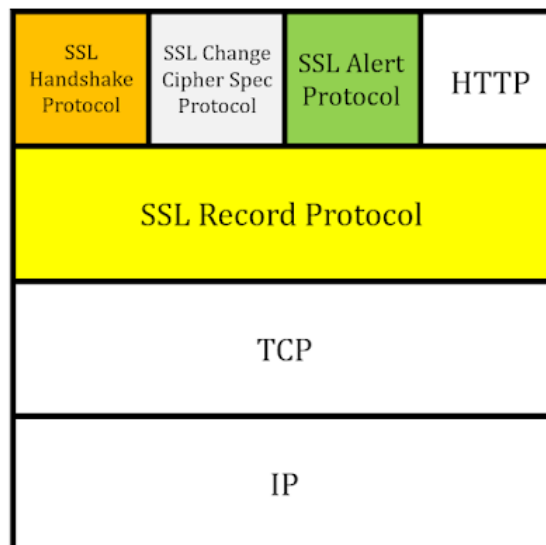 SSL
Handshake
Protocol
SSL Change
Cipher Spec
Protocol
SSL Alert
Protocol
HTTP
SSL Record Protocol
TCP
IP